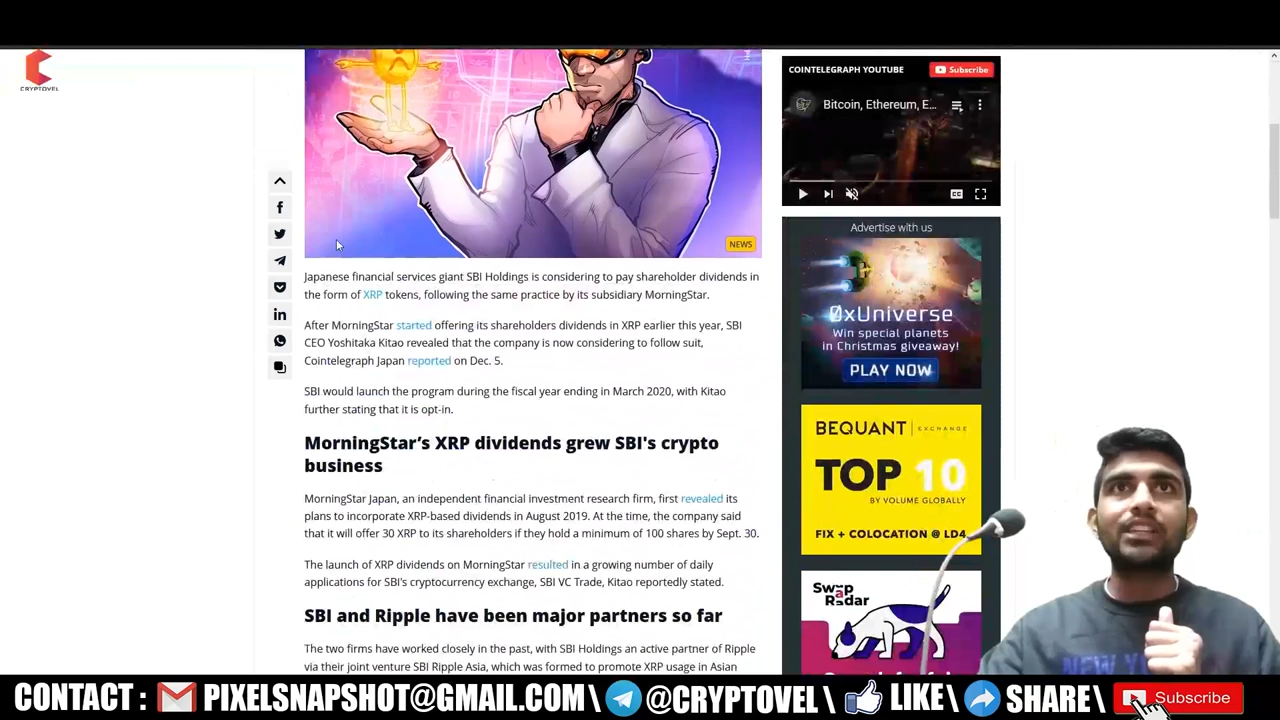 CRYPTOVEL
COINTELEGRAPH YOUTUBE
Subscribe
Bitcoin, Ethereum, E...
NEWS
Japanese financial services giant SBI Holdings is considering to pay shareholder dividends in
the form of XRP tokens, following the same practice by its subsidiary MorningStar.
After MorningStar started offering its shareholders dividends in XRP earlier this year, SBI
CEO Yoshitaka Kitao revealed that the company is now considering to follow suit,
Cointelegraph Japan reported on Dec. 5.
SBI would launch the program during the fiscal year ending in March 2020, with Kitao
further stating that it is opt-in.
MorningStar's XRP dividends grew SBI's crypto
business
MorningStar Japan, an independent financial investment research firm, first revealed its
plans to incorporate XRP-based dividends in August 2019. At the time, the company said
that it will offer 30 XRP to its shareholders if they hold a minimum of 100 shares by Sept. 30.
The launch of XRP dividends on MorningStar resulted in a growing number of daily
applications for SBI's cryptocurrency exchange, SBI VC Trade, Kitao reportedly stated.
SBI and Ripple have been major partners so far
The two firms have worked closely in the past, with SBI Holdings an active partner of Ripple
via their joint venture SBI Ripple Asia, which was formed to promote XRP usage in Asian
Advertise with us
0xUniverse
Win special planets
in Christmas giveaway!
PLAY NOW
BEQUANT EXCHANGE
TOP 10
BY VOLUME GLOBALLY
FIX + COLOCATION @ LD4
Swap
Radar
NEW Y
CONTACT : PIXELSNAPSHOT@GMAIL.COM \ @CRYPTOVEL \ LIKE\ SHARE\ Subscribe